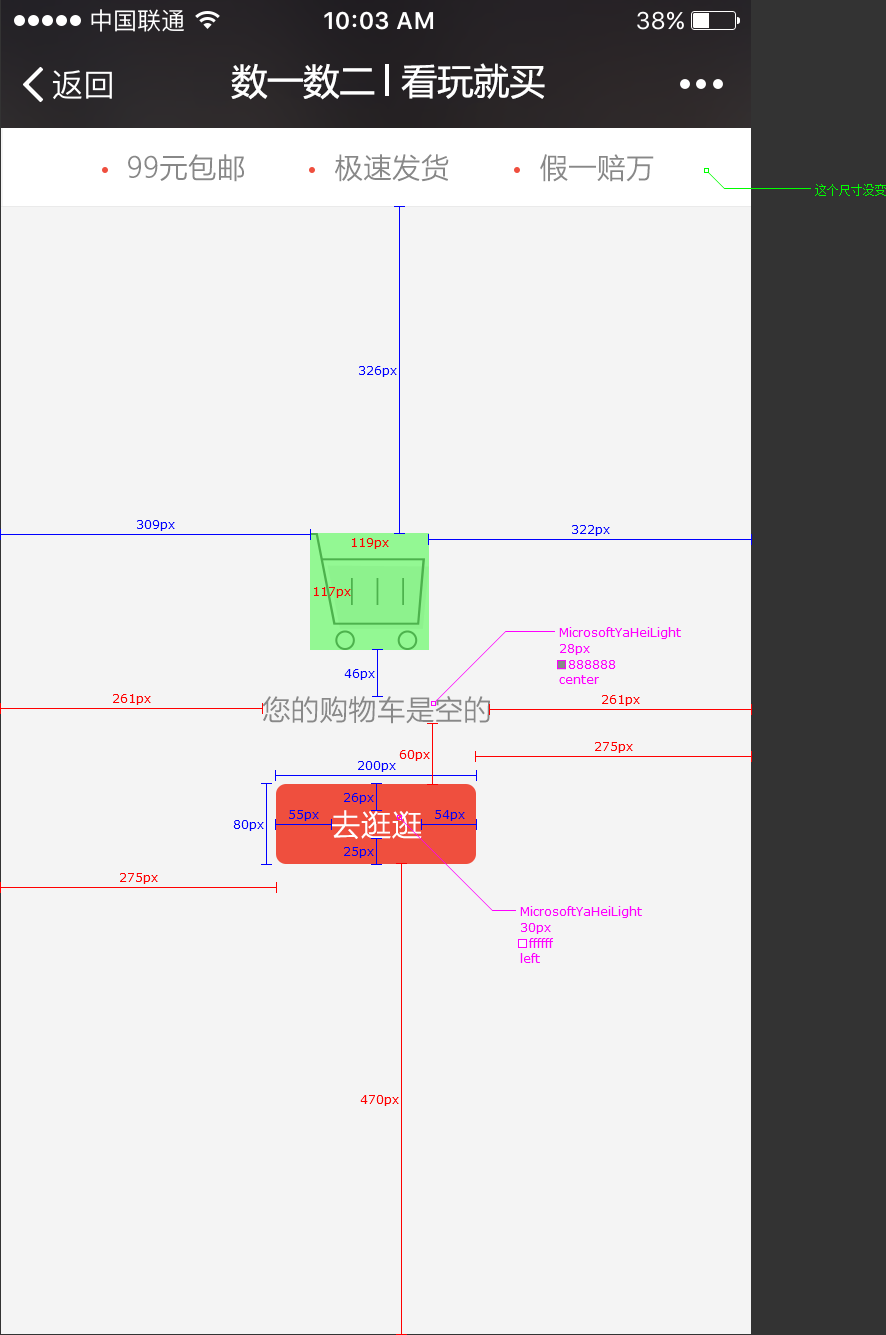 中国联通 10:03 AM 38%
返回 数一数二 | 看玩就买
99元包邮 极速发货 假一赔万
这个尺寸没变
326px
309px
322px
119px
117px
MicrosoftYaHeiLight
28px
888888
center
46px
261px
您的购物车是空的
261px
275px
60px
200px
26px
55px
54px
80px
去逛逛
25px
275px
MicrosoftYaHeiLight
30px
ffffff
left
470px